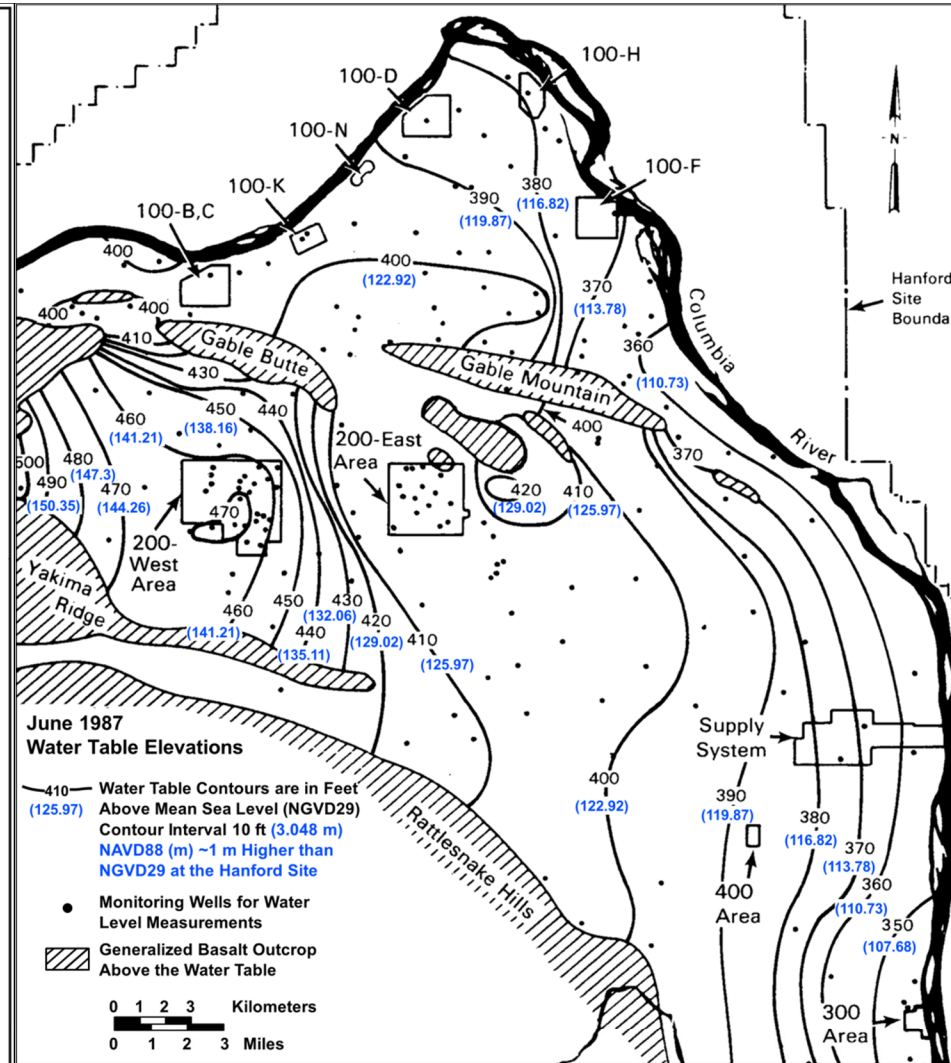 100-H
100-D
100-N
100-F
100-K
100-B,C
N
390
(119.87)
380
(116.82)
400
400
(122.92)
370
(113.78)
Hanford
Site
Bounda
Columbia
River
400
400
410
430
Gable Butte
Gable Mountain
360
(110.73)
450
(138.16)
440
460
(141.21)
400
370
200-East
Area
500
480
(147.3)
490
(150.35)
470
(144.26)
470
420
(129.02)
410
(125.97)
200-
West
Area
Yakima
Ridge
460
(141.21)
450
440
(135.11)
430
(132.06)
420
(129.02)
410
(125.97)
Supply
System
400
(122.92)
390
(119.87)
380
(116.82)
370
(113.78)
360
(110.73)
350
(107.68)
400
Area
300
Area
Rattlesnake Hills
June 1987
Water Table Elevations
410
(125.97)
Water Table Contours are in Feet
Above Mean Sea Level (NGVD29)
Contour Interval 10 ft (3.048 m)
NAVD88 (m) ~1 m Higher than
NGVD29 at the Hanford Site
Monitoring Wells for Water
Level Measurements
Generalized Basalt Outcrop
Above the Water Table
0 1 2 3 Kilometers
0 1 2 3 Miles